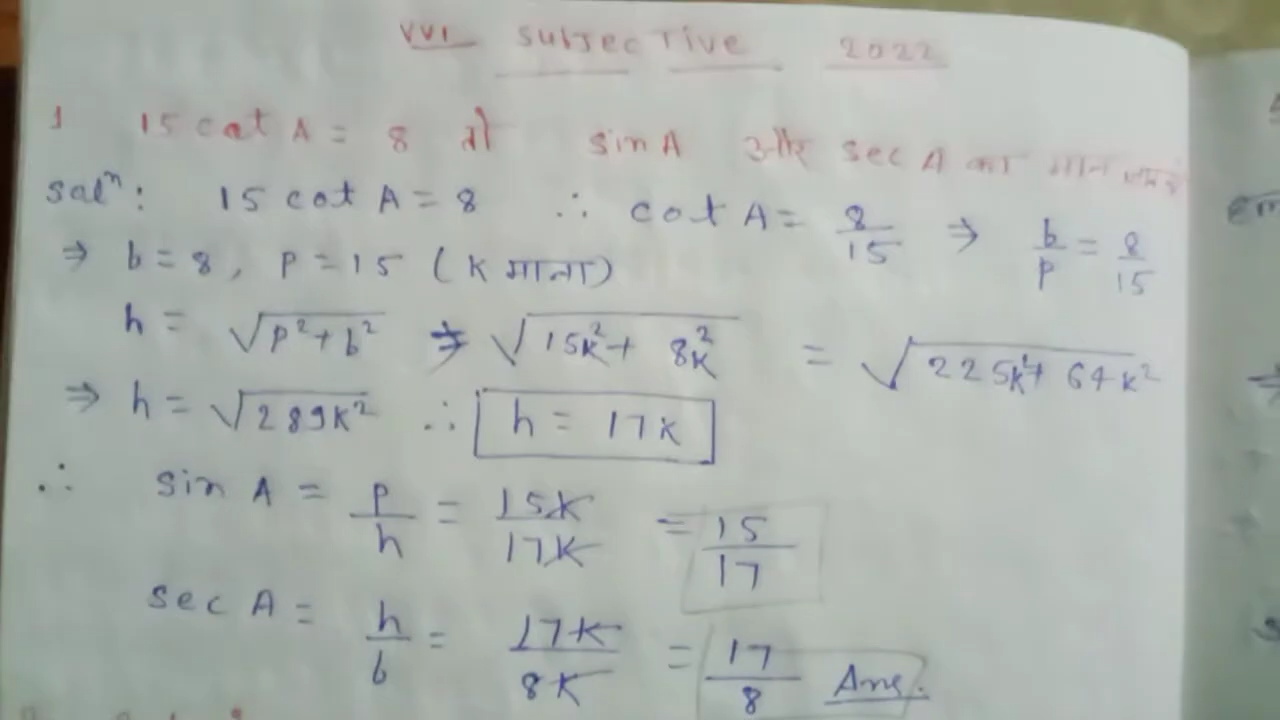 VVI Subjective 2022
1 15 cot A = 8 तो sin A और sec A का मान
Solⁿ: 15 cot A = 8 ∴ cot A = 8/15 ⇒ b/p = 8/15
⇒ b = 8, P = 15 (K माना)
h = √(p²+b²) ⇒ √(15k²+ 8k²) = √(225k²+ 64k²)
⇒ h = √(289k²) ∴ h = 17k
∴ sin A = p/h = 15k/17k = 15/17
sec A = h/b = 17k/8k = 17/8 Ans.